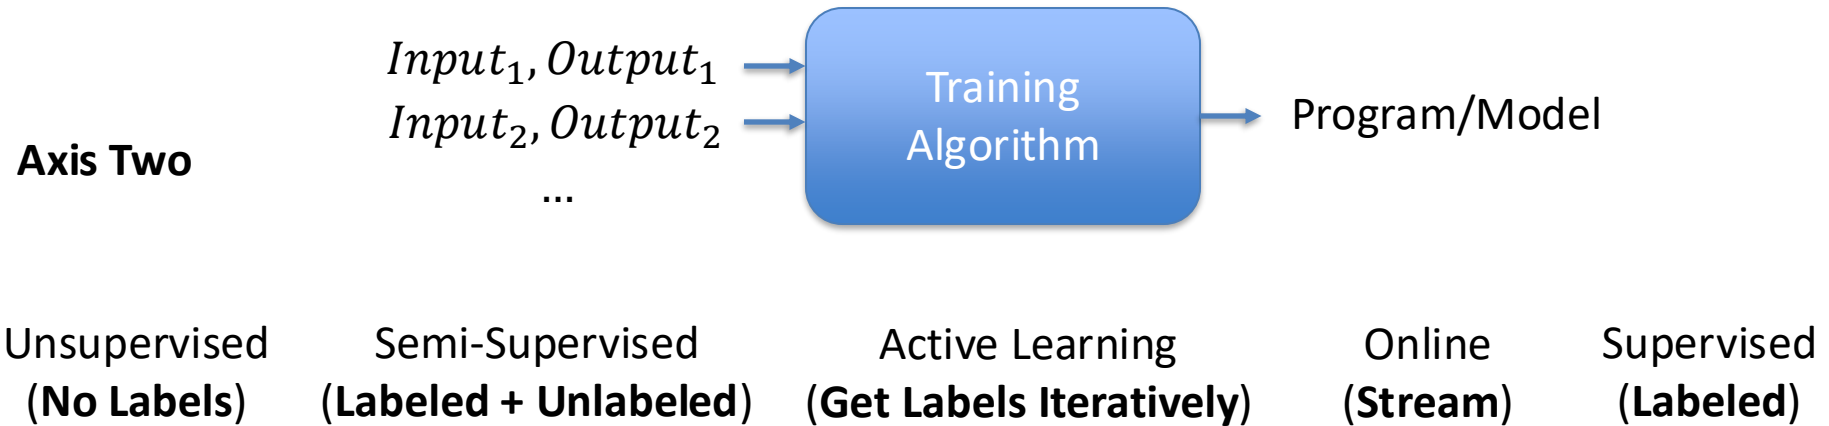 Axis Two
Input₁, Output₁
Input₂, Output₂
...
Training
Algorithm
Program/Model
Unsupervised
(No Labels)
Semi-Supervised
(Labeled + Unlabeled)
Active Learning
(Get Labels Iteratively)
Online
(Stream)
Supervised
(Labeled)